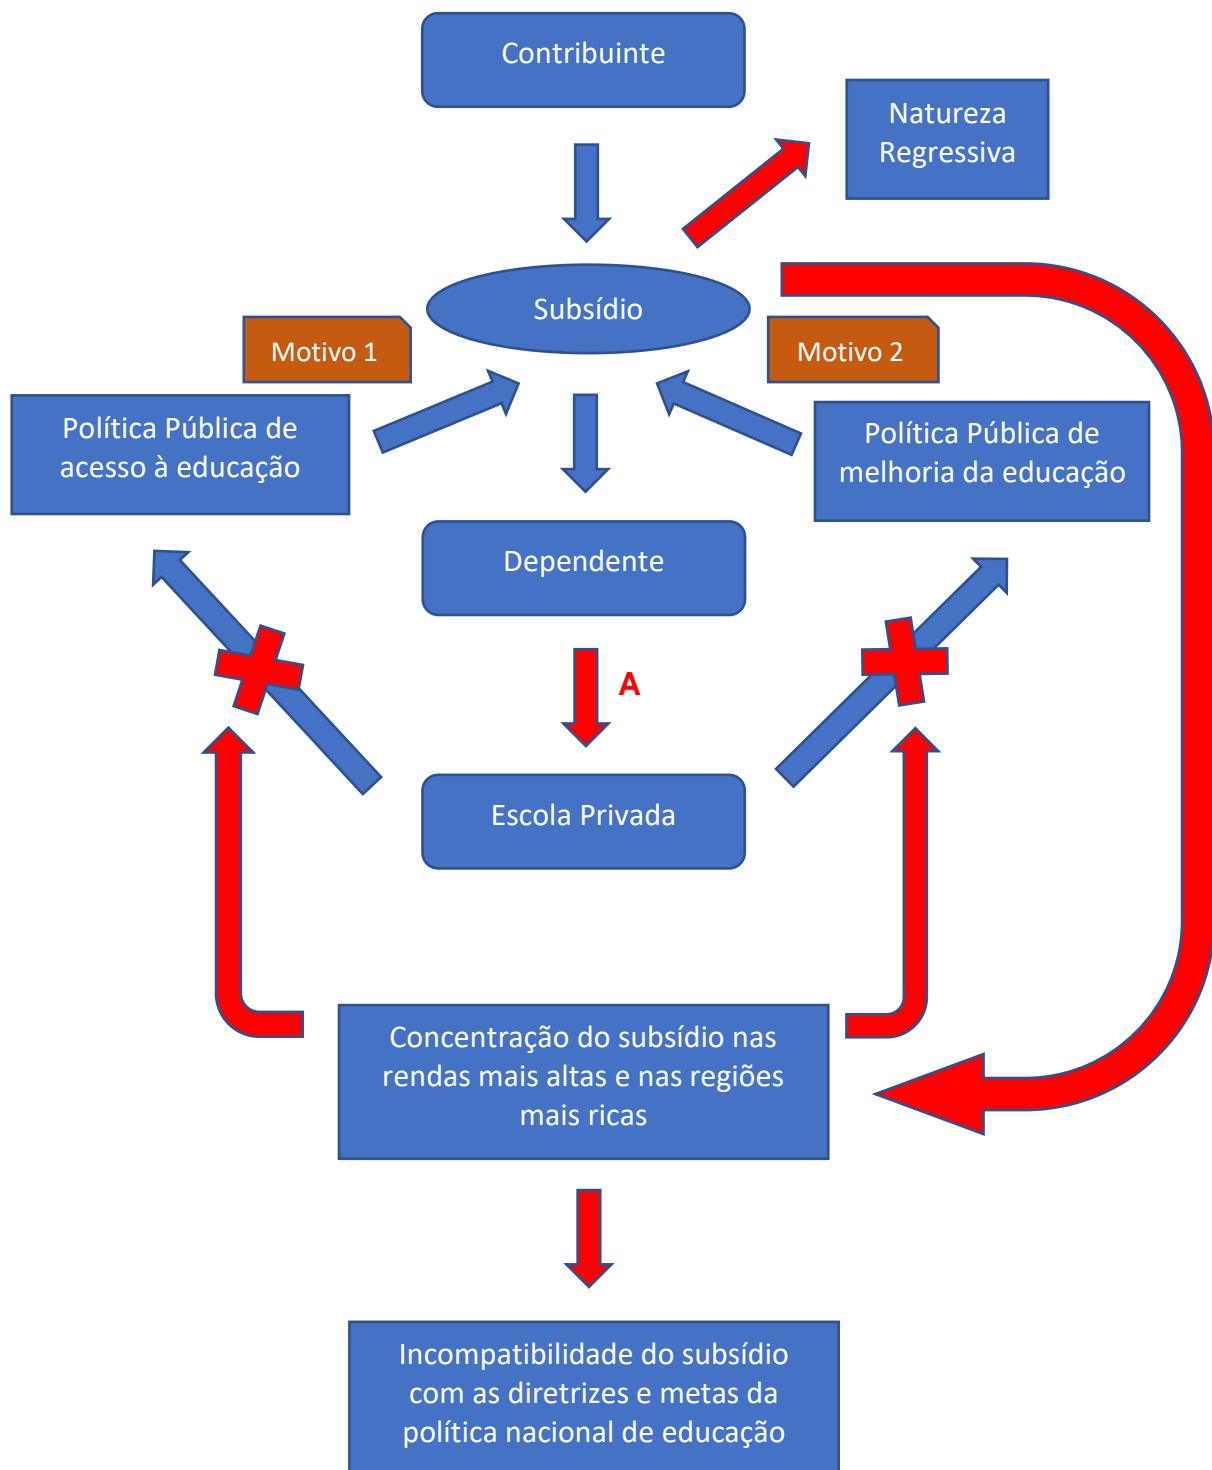 Contribuinte
Natureza
Regressiva
Subsídio
Motivo 1
Motivo 2
Política Pública de
acesso à educação
Política Pública de
melhoria da educação
Dependente
A
Escola Privada
Concentração do subsídio nas
rendas mais altas e nas regiões
mais ricas
Incompatibilidade do subsídio
com as diretrizes e metas da
política nacional de educação